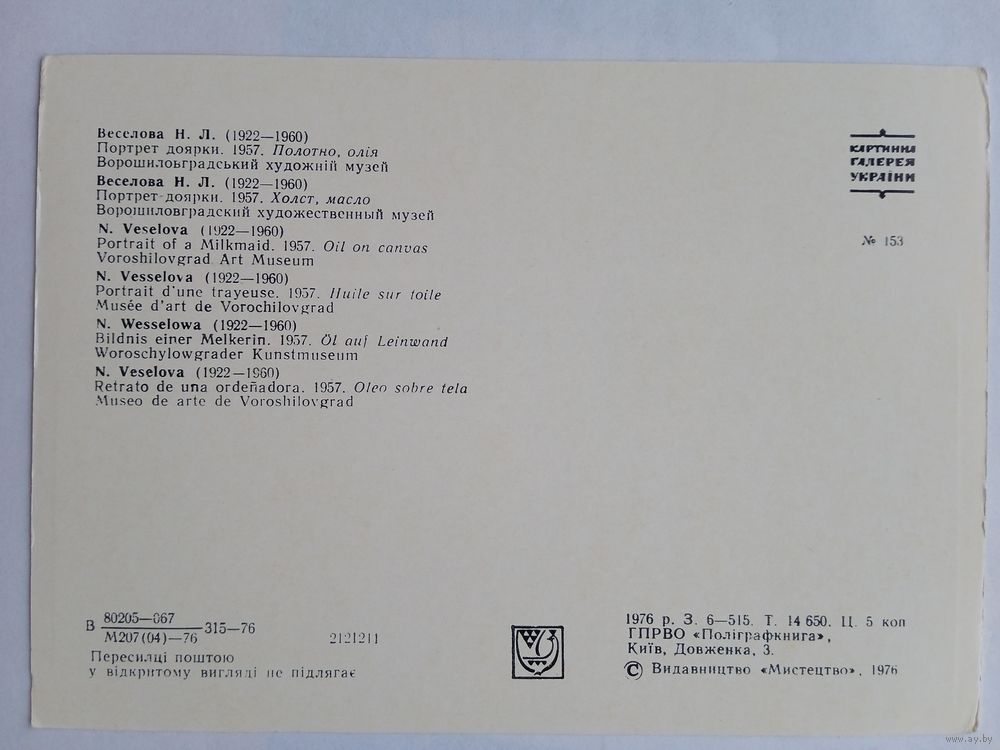 Веселова Н. Л. (1922—1960)
Портрет доярки. 1957. Полотно, олія
Ворошиловградський художній музей
Веселова Н. Л. (1922—1960)
Портрет доярки. 1957. Холст, масло
Ворошиловградский художественный музей
N. Veselova (1922—1960)
Portrait of a Milkmaid. 1957. Oil on canvas
Voroshilovgrad Art Museum
N. Vesselova (1922—1960)
Portrait d'une trayeuse. 1957. Huile sur toile
Musée d'art de Vorochilovgrad
N. Wesselowa (1922—1960)
Bildnis einer Melkerin. 1957. Öl auf Leinwand
Woroschylowgrader Kunstmuseum
N. Veselova (1922—1960)
Retrato de una ordeñadora. 1957. Oleo sobre tela
Museo de arte de Voroshilovgrad
КАРТИННА
ГАЛЕРЕЯ
УКРАЇНИ
№ 153
В 80205—067
М207(04)—76 315—76
2121211
Пересилці поштою
у відкритому вигляді не підлягає
1976 р. З. 6—515. Т. 14 650. Ц. 5 коп
ГПРВО «Поліграфкнига»,
Київ, Довженка, 3.
© Видавництво «Мистецтво», 1976
www.ay.by